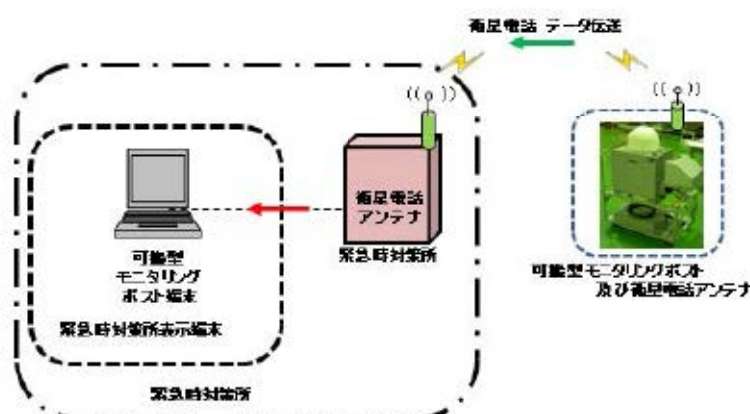 衛星電話 データ伝送
((o))
((o))
衛星電話
アンテナ
緊急時対策所
可搬型
モニタリング
ポスト端末
緊急時対策所表示端末
緊急時対策所
可搬型モニタリングポスト
及び衛星電話アンテナ